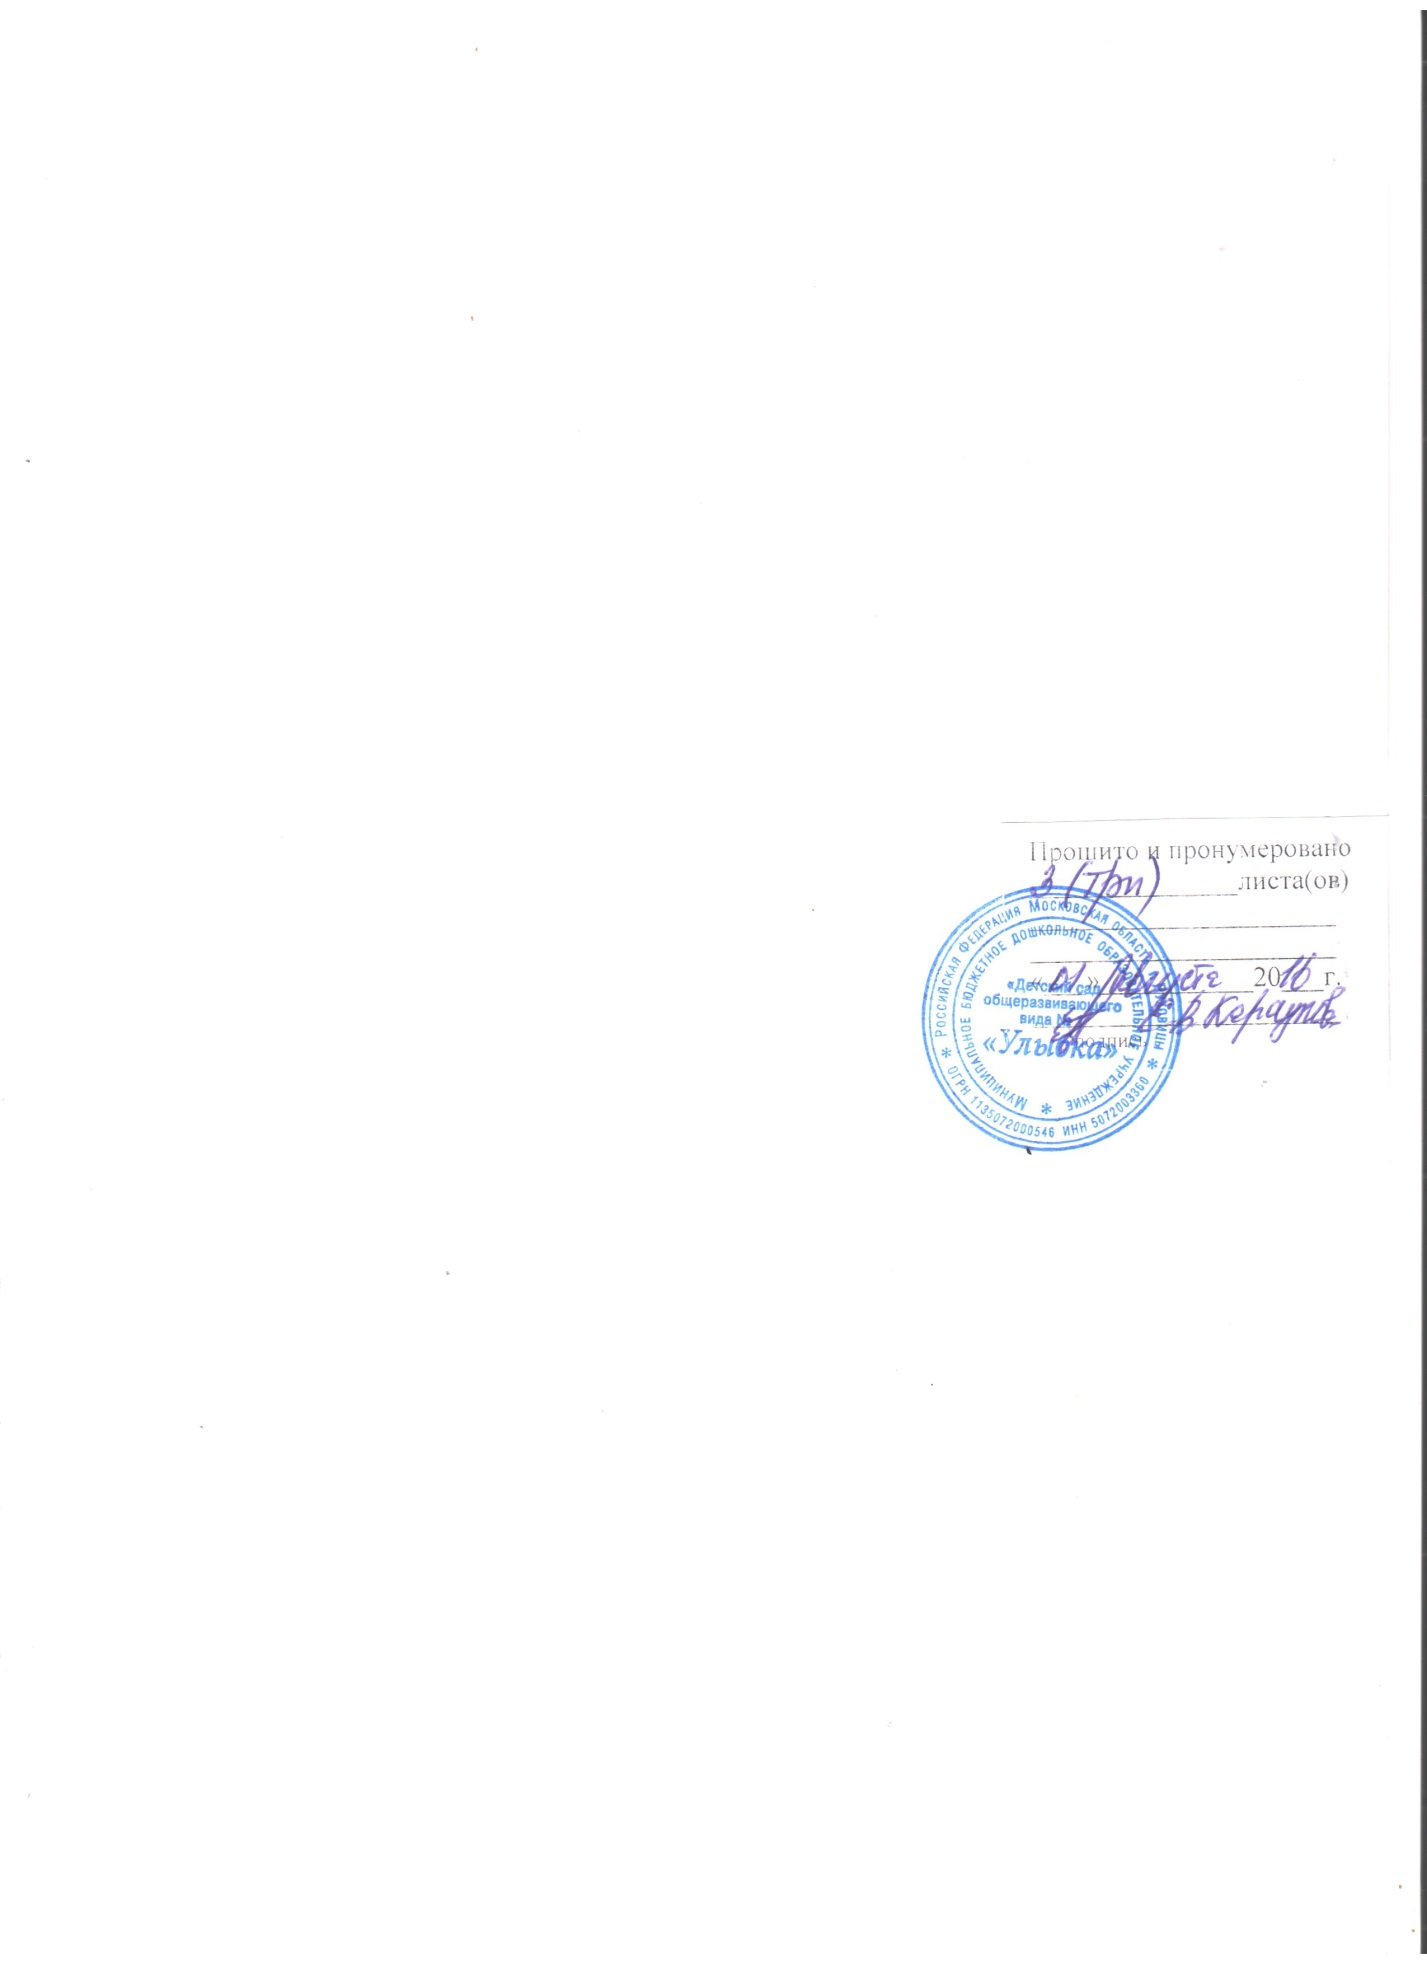 Прошито и пронумеровано
3 (три) листа(ов)
«01» Августа 2016 г.
подпись
РОССИЙСКАЯ ФЕДЕРАЦИЯ МОСКОВСКАЯ ОБЛАСТЬ
ОГРН 1135072000546 ИНН 5072003360
МУНИЦИПАЛЬНОЕ БЮДЖЕТНОЕ ДОШКОЛЬНОЕ ОБРАЗОВАТЕЛЬНОЕ УЧРЕЖДЕНИЕ
«Детский сад
общеразвивающего
вида №
«Улыбка»